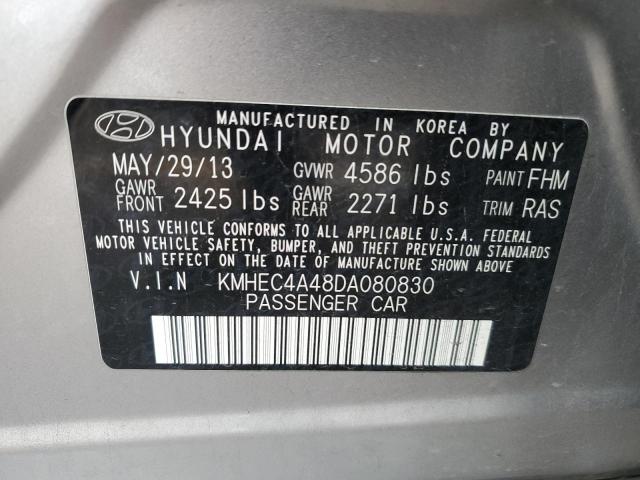 MANUFACTURED IN KOREA BY
HYUNDAI MOTOR COMPANY
MAY/29/13 GVWR 4586 lbs PAINT FHM
GAWR FRONT 2425 lbs GAWR REAR 2271 lbs TRIM RAS
THIS VEHICLE CONFORMS TO ALL APPLICABLE U.S.A. FEDERAL
MOTOR VEHICLE SAFETY, BUMPER, AND THEFT PREVENTION STANDARDS
IN EFFECT ON THE DATE OF MANUFACTURE SHOWN ABOVE.
V.I.N KMHEC4A48DA080830
PASSENGER CAR